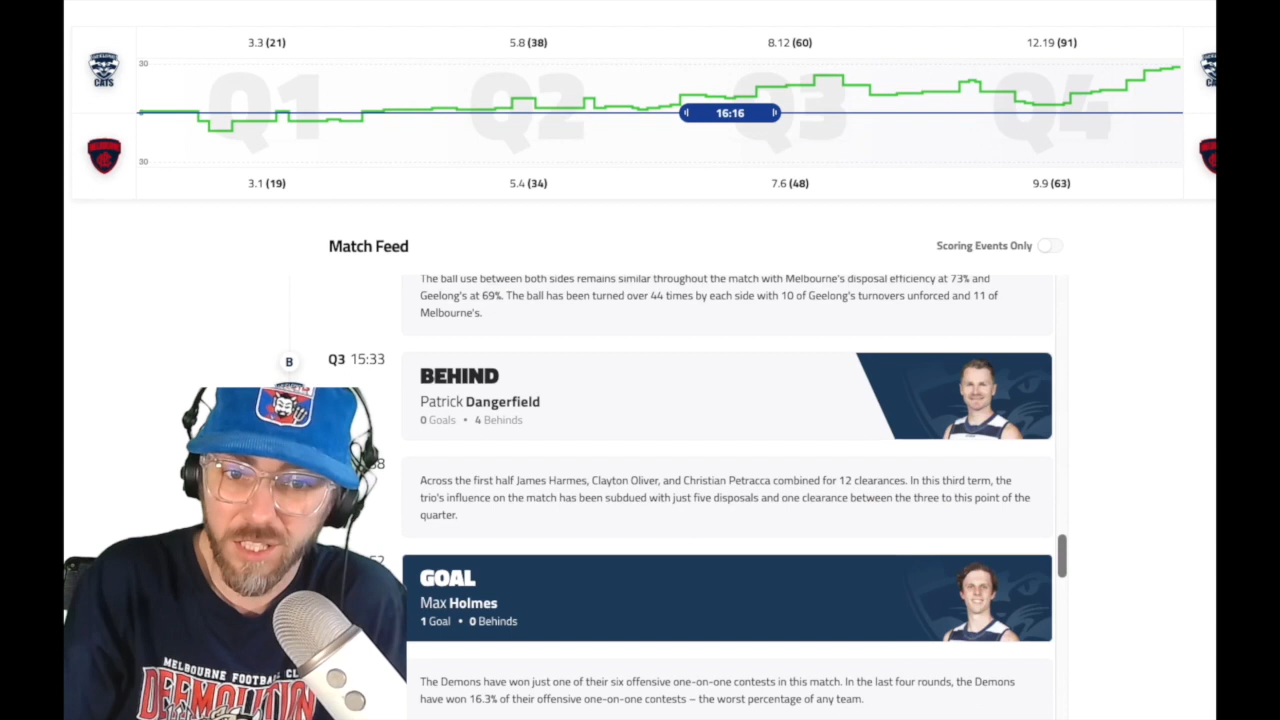 3.3 (21) 5.8 (38) 8.12 (60) 12.19 (91)
CATS
30
Q1 Q2 Q3 Q4
0
16:16
MELBOURNE
30
3.1 (19) 5.4 (34) 7.6 (48) 9.9 (63)
Match Feed
Scoring Events Only
The ball use between both sides remains similar throughout the match with Melbourne's disposal efficiency at 73% and
Geelong's at 69%. The ball has been turned over 44 times by each side with 10 of Geelong's turnovers unforced and 11 of
Melbourne's.
B Q3 15:33
BEHIND
Patrick Dangerfield
0 Goals • 4 Behinds
Across the first half James Harmes, Clayton Oliver, and Christian Petracca combined for 12 clearances. In this third term, the
trio's influence on the match has been subdued with just five disposals and one clearance between the three to this point of the
quarter.
GOAL
Max Holmes
1 Goal • 0 Behinds
The Demons have won just one of their six offensive one-on-one contests in this match. In the last four rounds, the Demons
have won 16.3% of their offensive one-on-one contests – the worst percentage of any team.
MELBOURNE FOOTBALL CL
DEEMOLITION